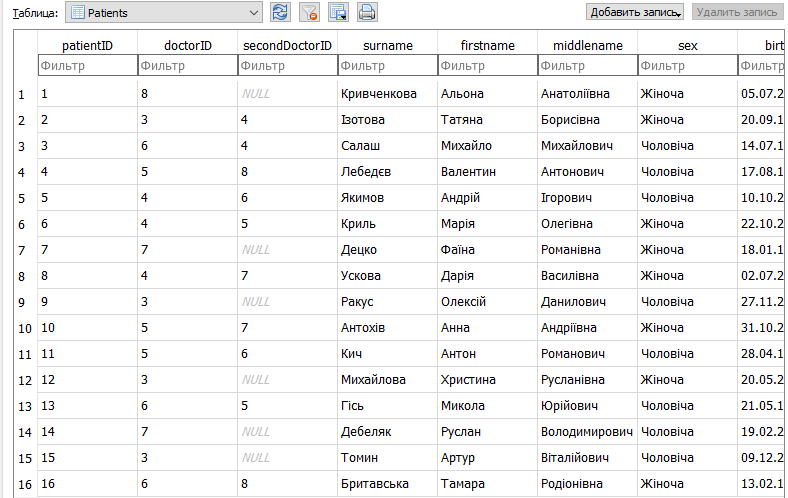 Таблица: Patients Добавить запись Удалить запись
patientID doctorID secondDoctorID surname firstname middlename sex birt
Фильтр Фильтр Фильтр Фильтр Фильтр Фильтр Фильтр Фильтр
1 1 8 NULL Кривченкова Альона Анатоліївна Жіноча 05.07.2
2 2 3 4 Ізотова Татяна Борисівна Жіноча 20.09.1
3 3 6 4 Салаш Михайло Михайлович Чоловіча 14.07.1
4 4 5 8 Лебедєв Валентин Антонович Чоловіча 17.08.1
5 5 4 6 Якимов Андрій Ігорович Чоловіча 10.10.2
6 6 4 5 Криль Марія Олегівна Жіноча 22.10.2
7 7 7 NULL Децко Фаїна Романівна Жіноча 18.01.1
8 8 4 7 Ускова Дарія Василівна Жіноча 02.07.2
9 9 3 NULL Ракус Олексій Данилович Чоловіча 27.11.2
10 10 5 7 Антохів Анна Андріївна Жіноча 31.10.2
11 11 5 6 Кич Антон Романович Чоловіча 28.04.1
12 12 3 NULL Михайлова Христина Русланівна Жіноча 20.05.2
13 13 6 5 Гісь Микола Юрійович Чоловіча 21.05.1
14 14 7 NULL Дебеляк Руслан Володимирович Чоловіча 19.02.2
15 15 3 NULL Томин Артур Віталійович Чоловіча 09.12.2
16 16 6 8 Бритавська Тамара Родіонівна Жіноча 13.02.1